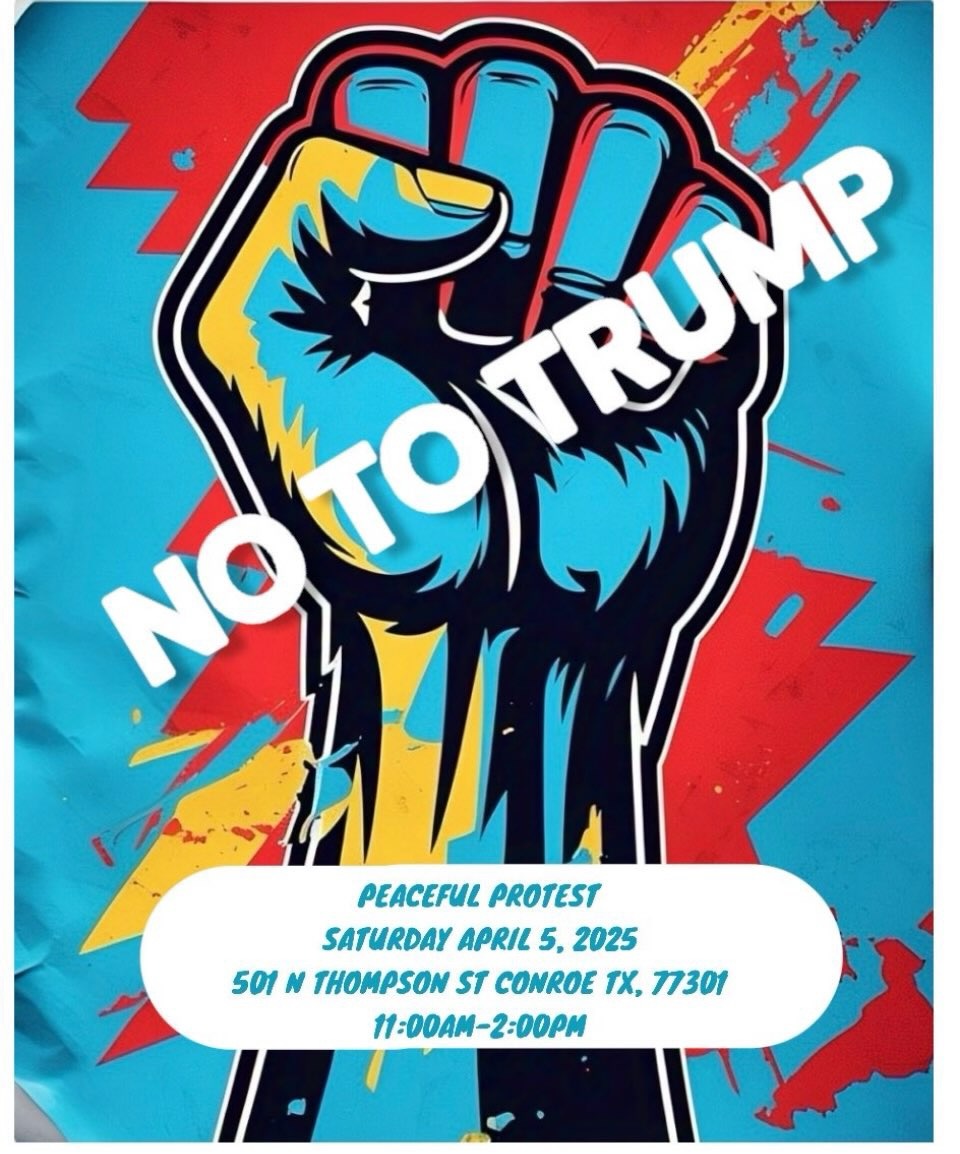 NO TO TRUMP
PEACEFUL PROTEST
SATURDAY APRIL 5, 2025
501 N THOMPSON ST CONROE TX, 77301
11:00AM-2:00PM